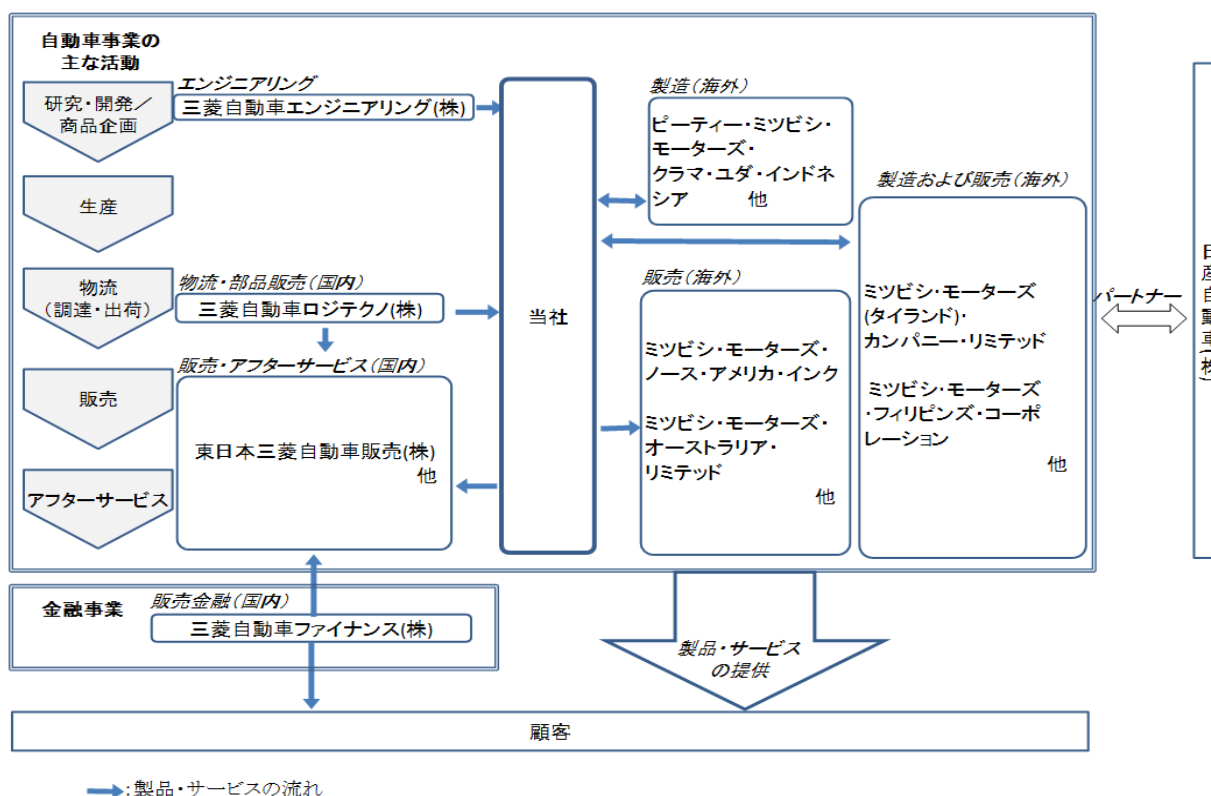 自動車事業の
主な活動
研究・開発／
商品企画
生産
物流
（調達・出荷）
販売
アフターサービス
エンジニアリング
三菱自動車エンジニアリング(株)
物流・部品販売（国内）
三菱自動車ロジテクノ(株)
販売・アフターサービス（国内）
東日本三菱自動車販売(株)
他
当社
製造（海外）
ピーティー・ミツビシ・
モーターズ・
クラマ・ユダ・インドネ
シア　　他
販売（海外）
ミツビシ・モーターズ・
ノース・アメリカ・インク
ミツビシ・モーターズ・
オーストラリア・
リミテッド
他
製造および販売（海外）
ミツビシ・モーターズ
(タイランド)・
カンパニー・リミテッド
ミツビシ・モーターズ
・フィリピンズ・コーポ
レーション
他
パートナー
日産自動車(株)
金融事業
販売金融（国内）
三菱自動車ファイナンス(株)
製品・サービス
の提供
顧客
:製品・サービスの流れ